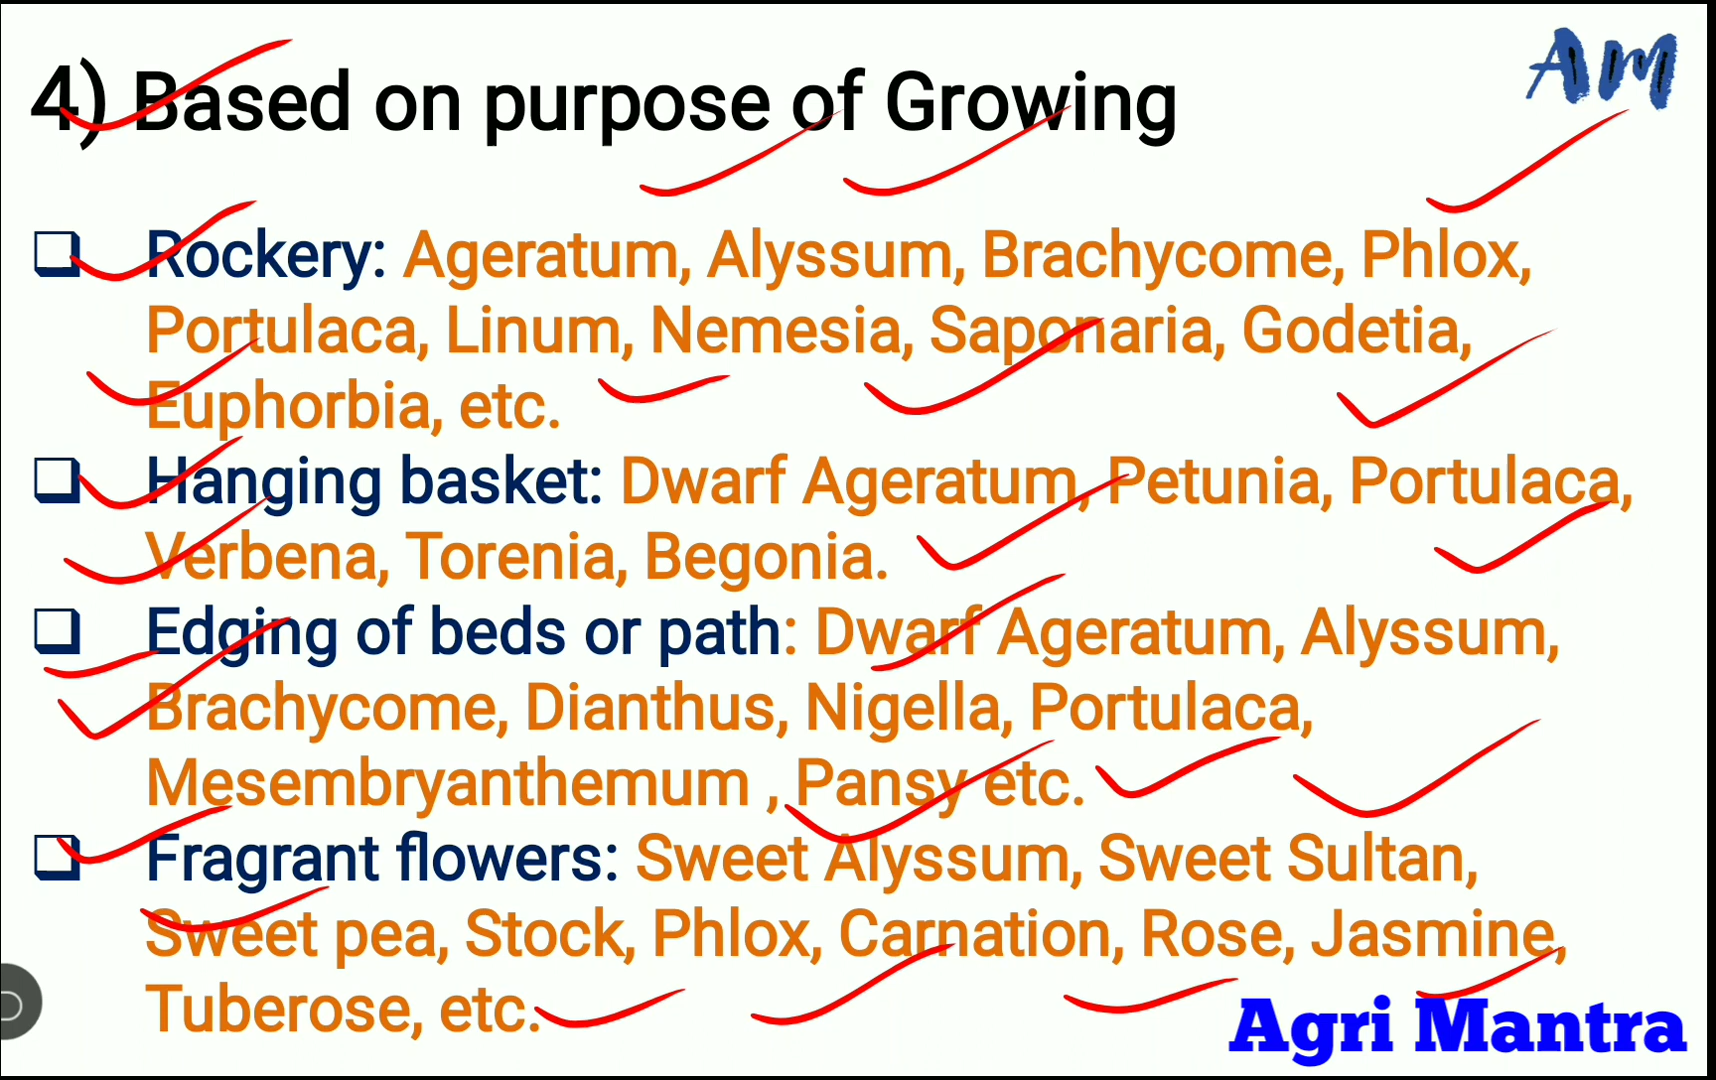 AM
4) Based on purpose of Growing
Rockery: Ageratum, Alyssum, Brachycome, Phlox,
Portulaca, Linum, Nemesia, Saponaria, Godetia,
Euphorbia, etc.
Hanging basket: Dwarf Ageratum, Petunia, Portulaca,
Verbena, Torenia, Begonia.
Edging of beds or path: Dwarf Ageratum, Alyssum,
Brachycome, Dianthus, Nigella, Portulaca,
Mesembryanthemum , Pansy etc.
Fragrant flowers: Sweet Alyssum, Sweet Sultan,
Sweet pea, Stock, Phlox, Carnation, Rose, Jasmine,
Tuberose, etc.
Agri Mantra